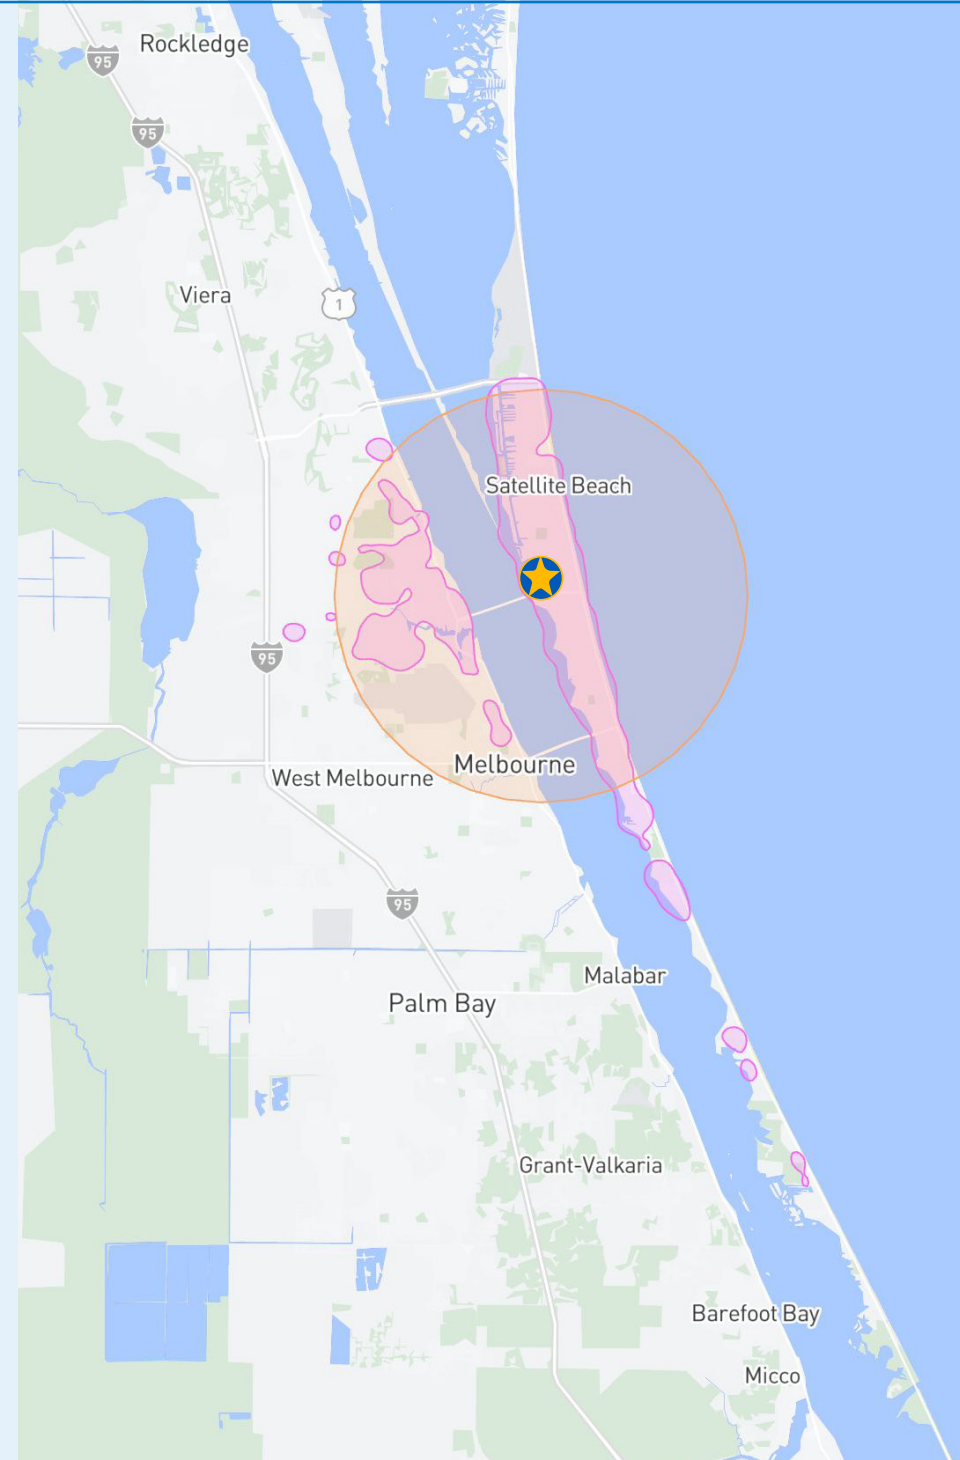 Rockledge
95
95
Viera
1
Satellite Beach
95
Melbourne
West Melbourne
95
Malabar
Palm Bay
Grant-Valkaria
Barefoot Bay
Micco